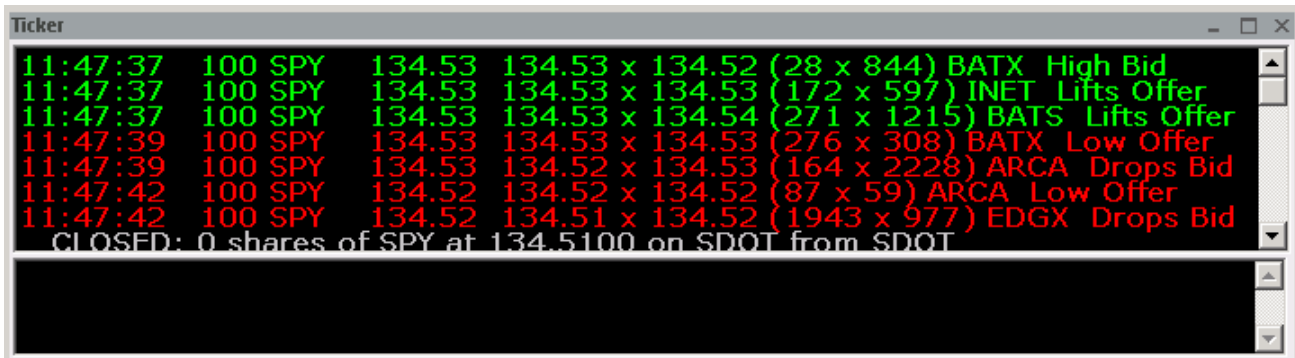 Ticker
11:47:37 100 SPY 134.53 134.53 x 134.52 (28 x 844) BATX High Bid
11:47:37 100 SPY 134.53 134.53 x 134.53 (172 x 597) INET Lifts Offer
11:47:37 100 SPY 134.53 134.53 x 134.54 (271 x 1215) BATS Lifts Offer
11:47:39 100 SPY 134.53 134.53 x 134.53 (276 x 308) BATX Low Offer
11:47:39 100 SPY 134.53 134.52 x 134.53 (164 x 2228) ARCA Drops Bid
11:47:42 100 SPY 134.52 134.52 x 134.52 (87 x 59) ARCA Low Offer
11:47:42 100 SPY 134.52 134.51 x 134.52 (1943 x 977) EDGX Drops Bid
CLOSED: 0 shares of SPY at 134.5100 on SDOT from SDOT